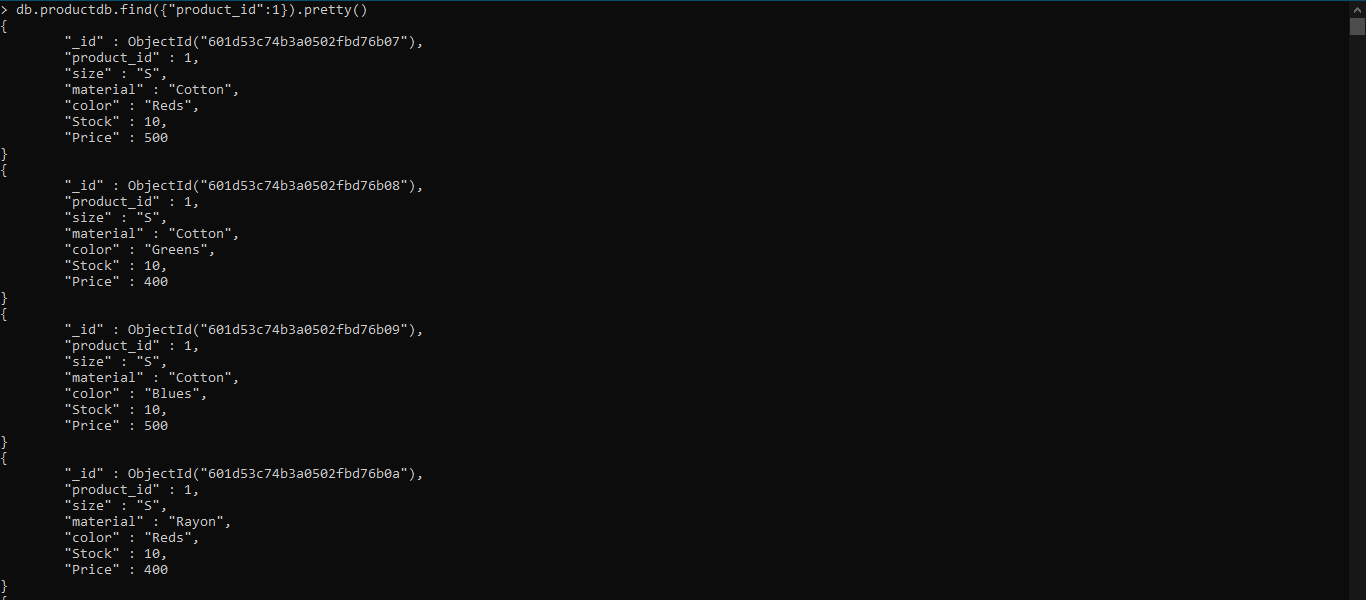 > db.productdb.find({"product_id":1}).pretty()
{
        "_id" : ObjectId("601d53c74b3a0502fbd76b07"),
        "product_id" : 1,
        "size" : "S",
        "material" : "Cotton",
        "color" : "Reds",
        "Stock" : 10,
        "Price" : 500
}
{
        "_id" : ObjectId("601d53c74b3a0502fbd76b08"),
        "product_id" : 1,
        "size" : "S",
        "material" : "Cotton",
        "color" : "Greens",
        "Stock" : 10,
        "Price" : 400
}
{
        "_id" : ObjectId("601d53c74b3a0502fbd76b09"),
        "product_id" : 1,
        "size" : "S",
        "material" : "Cotton",
        "color" : "Blues",
        "Stock" : 10,
        "Price" : 500
}
{
        "_id" : ObjectId("601d53c74b3a0502fbd76b0a"),
        "product_id" : 1,
        "size" : "S",
        "material" : "Rayon",
        "color" : "Reds",
        "Stock" : 10,
        "Price" : 400
}
{